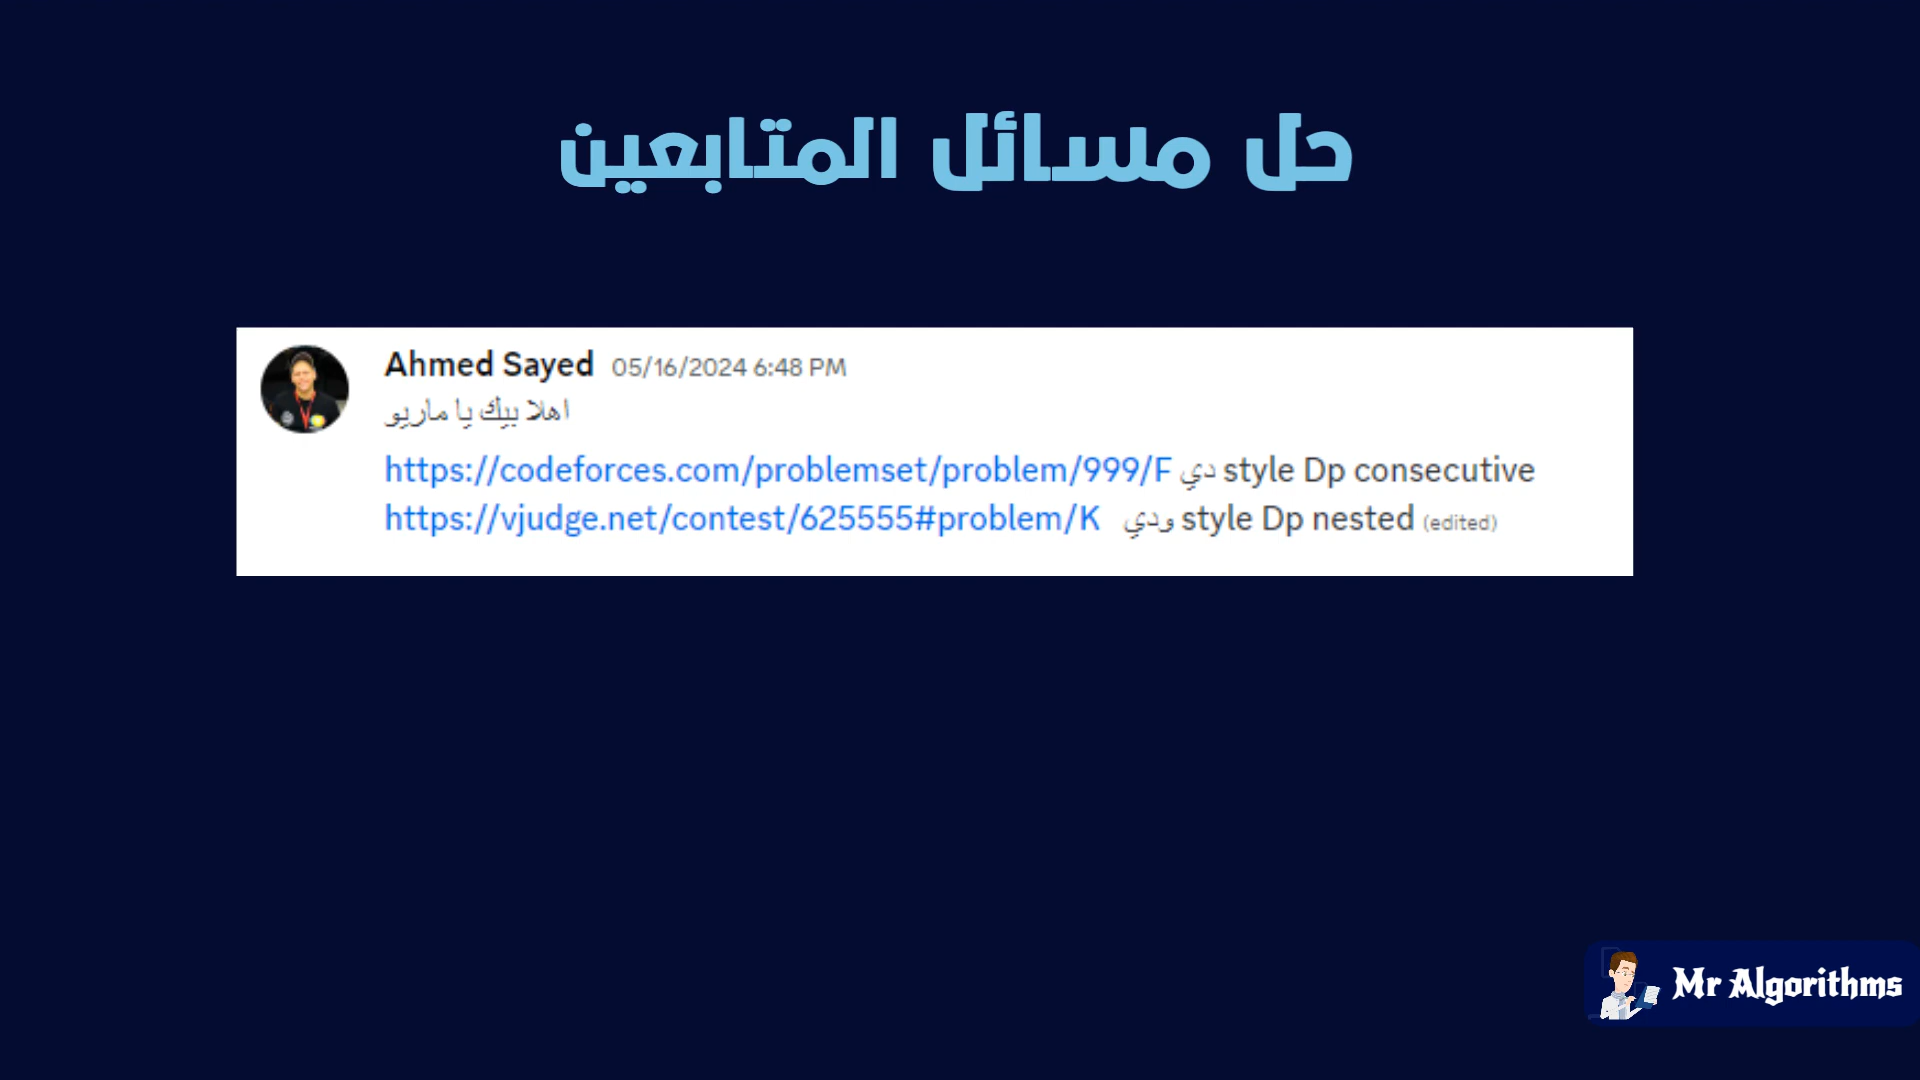 حل مسائل المتابعين
Ahmed Sayed 05/16/2024 6:48 PM
اهلا بيك يا ماريو
https://codeforces.com/problemset/problem/999/F دي style Dp consecutive
https://vjudge.net/contest/625555#problem/K ودي style Dp nested (edited)
Mr Algorithms